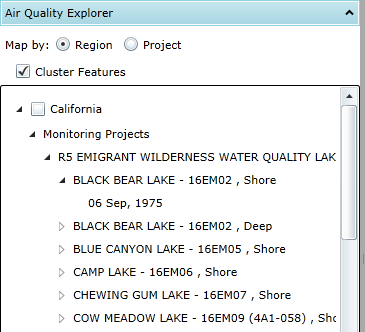 Air Quality Explorer
Map by: Region Project
Cluster Features
California
Monitoring Projects
R5 EMIGRANT WILDERNESS WATER QUALITY LAK
BLACK BEAR LAKE - 16EM02 , Shore
06 Sep, 1975
BLACK BEAR LAKE - 16EM02 , Deep
BLUE CANYON LAKE - 16EM05 , Shore
CAMP LAKE - 16EM06 , Shore
CHEWING GUM LAKE - 16EM07 , Shore
COW MEADOW LAKE - 16EM09 (4A1-058) , Sho